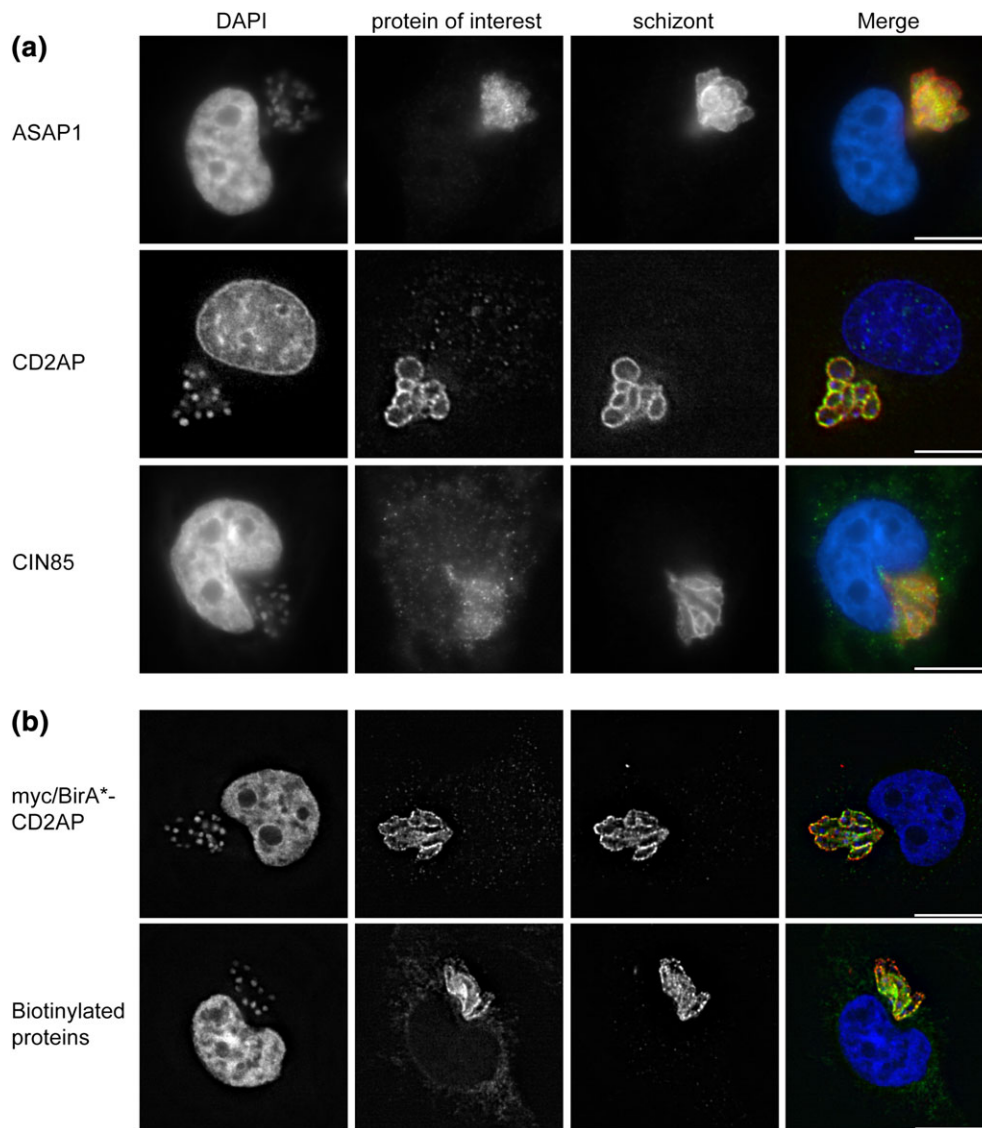 DAPI protein of interest schizont Merge
(a)
ASAP1
CD2AP
CIN85
(b)
myc/BirA*-
CD2AP
Biotinylated
proteins